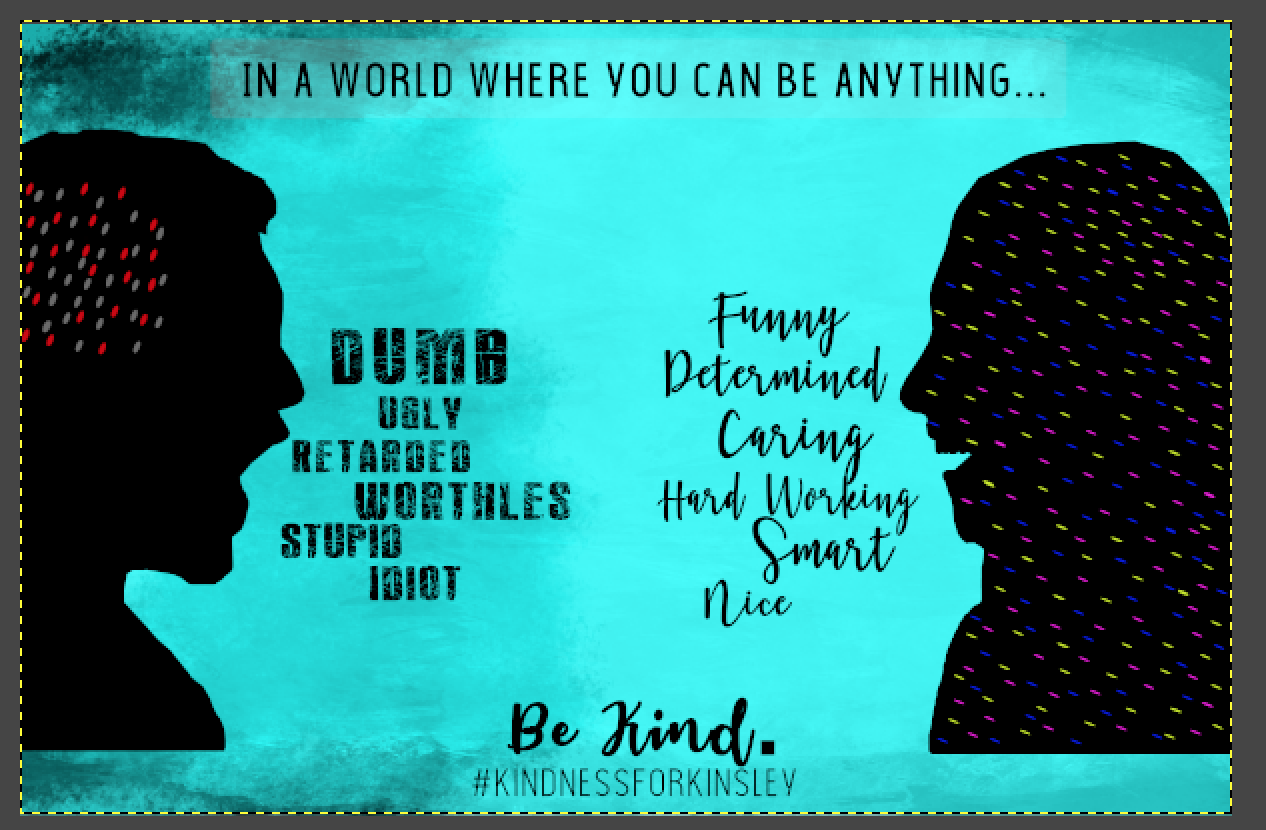 IN A WORLD WHERE YOU CAN BE ANYTHING...
DUMB
UGLY
RETARDED
WORTHLES
STUPID
IDIOT
Funny
Determined
Caring
Hard Working
Smart
Nice
Be Kind.
#KINDNESSFORKINSLEY